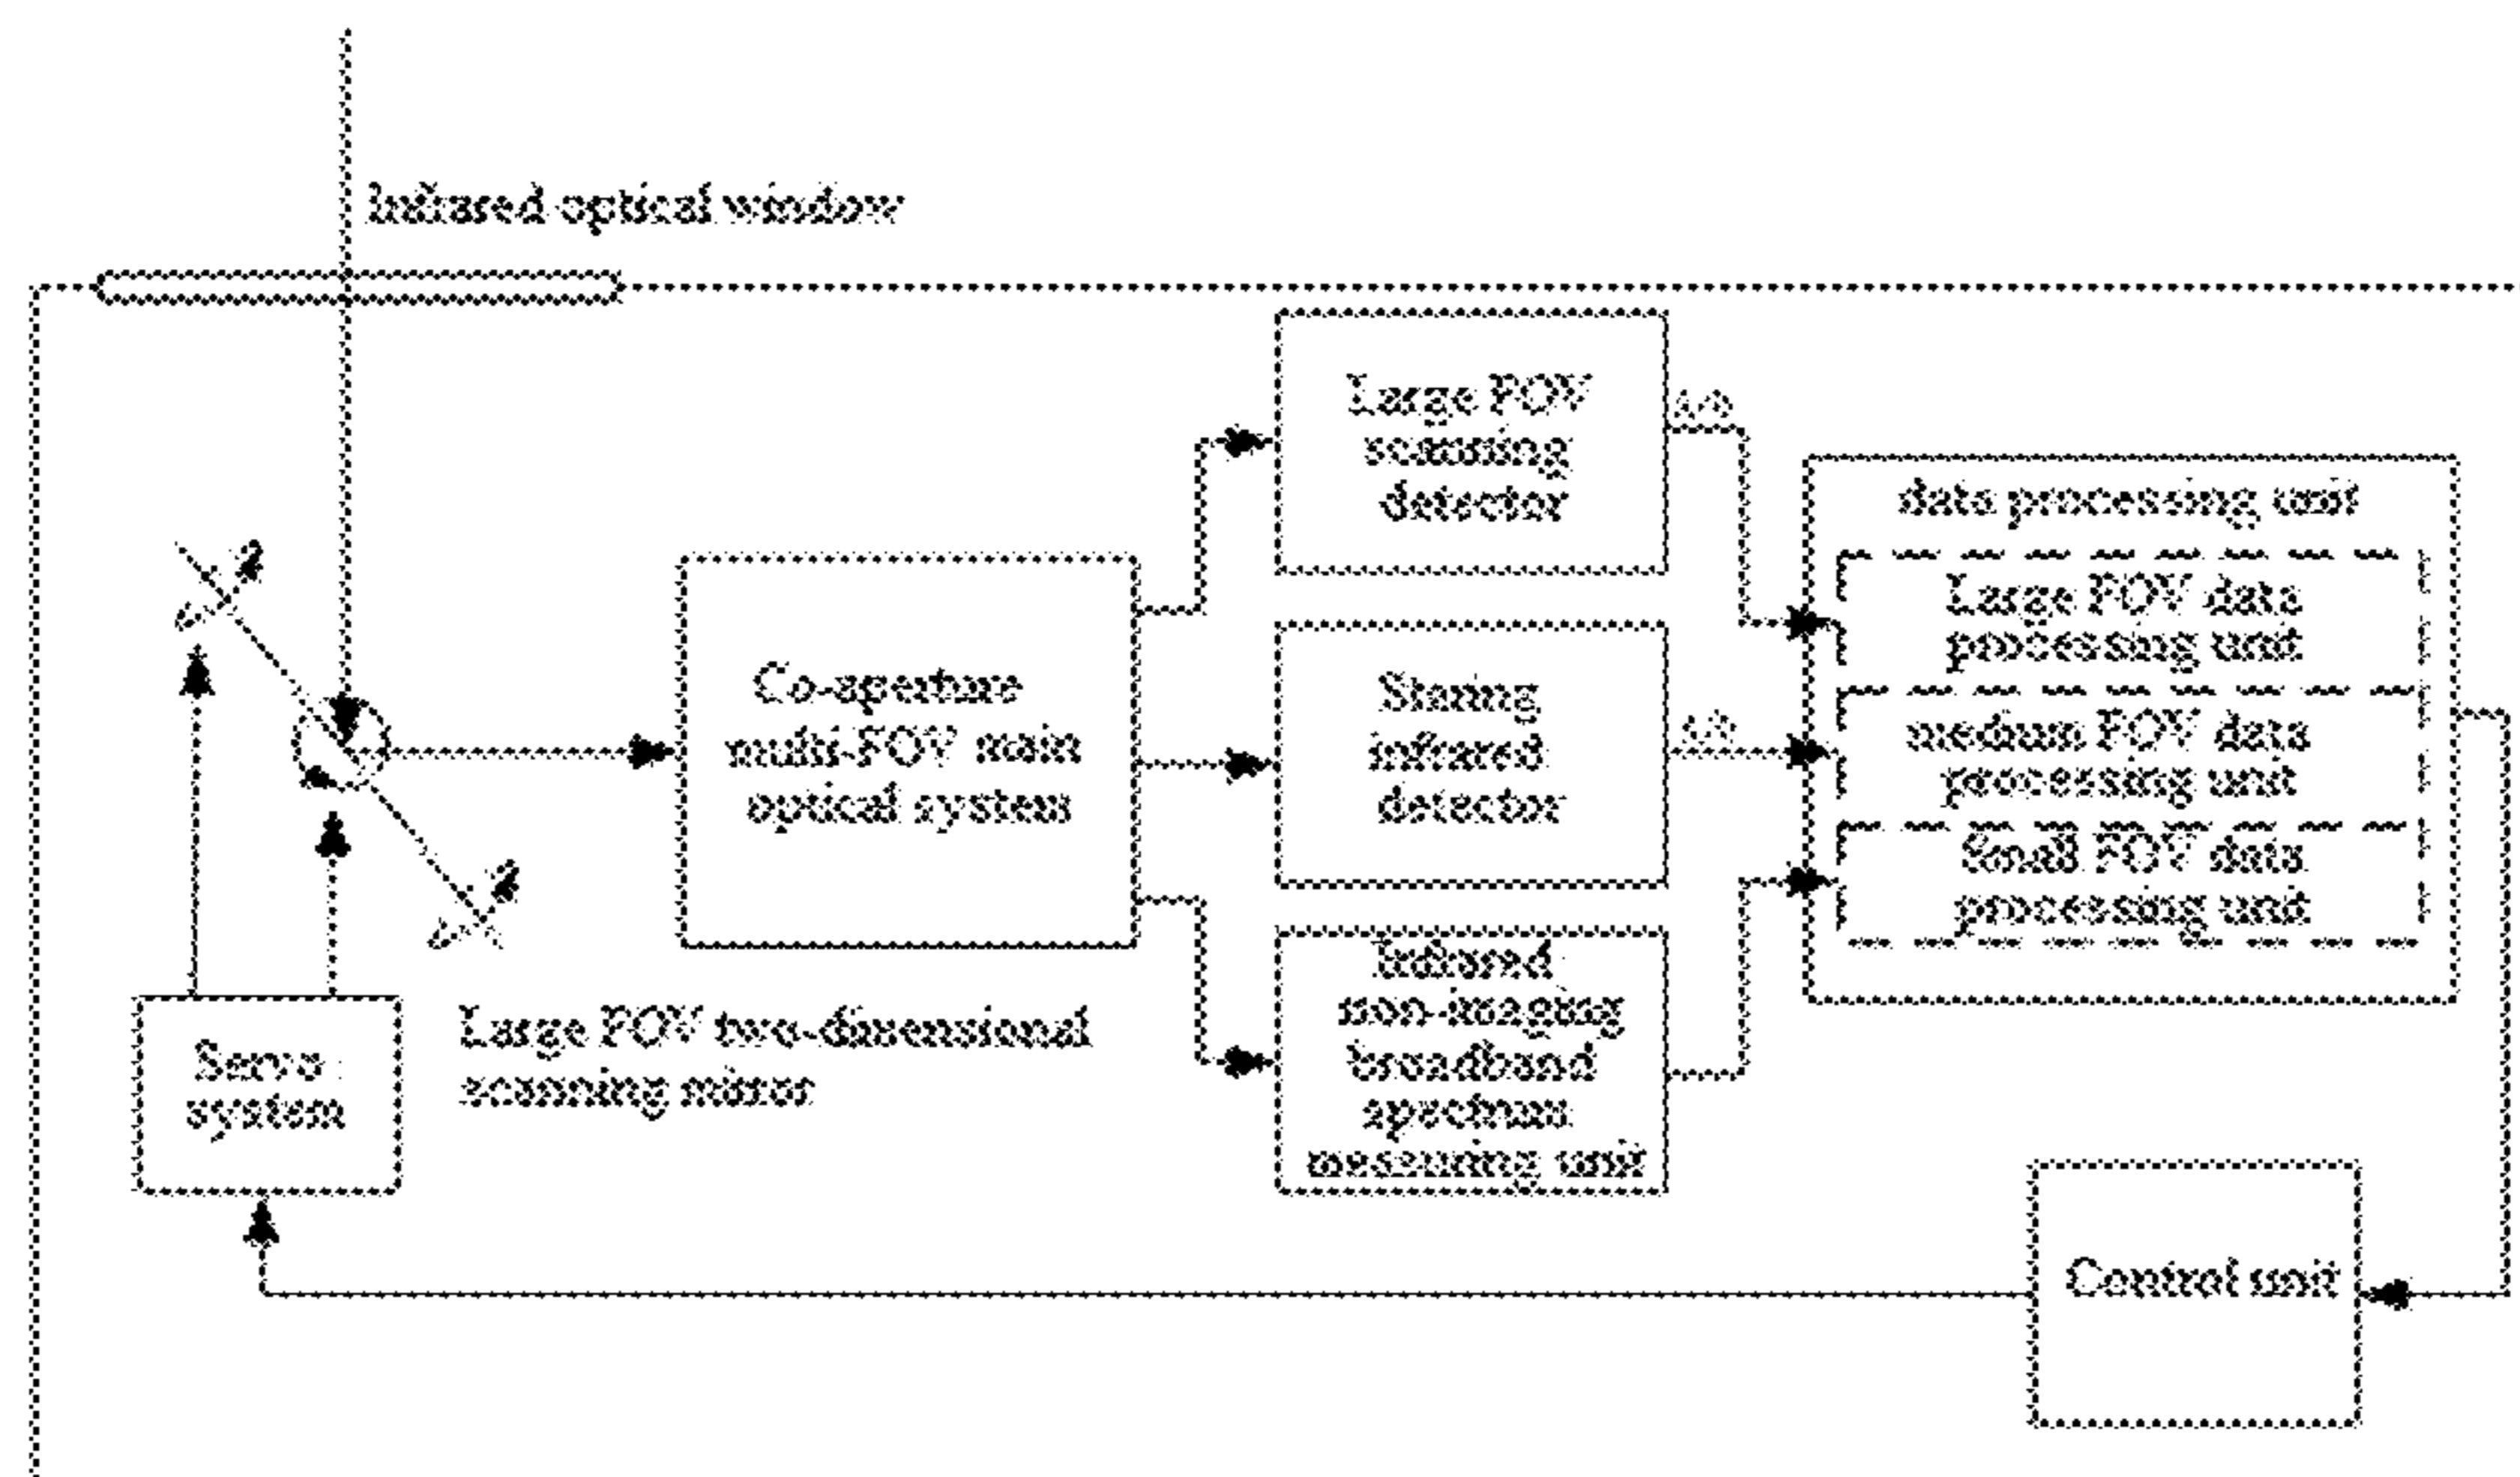 Infrared optical window
Large FOV
scanning
detector
A/D
data processing unit
Large FOV data
processing unit
Co-aperture
multi-FOV main
optical system
Staring
infrared
detector
A/D
medium FOV data
processing unit
Small FOV data
processing unit
Infrared
non-imaging
broadband
spectrum
measuring unit
Servo
system
Large FOV two-dimensional
scanning mirror
Control unit